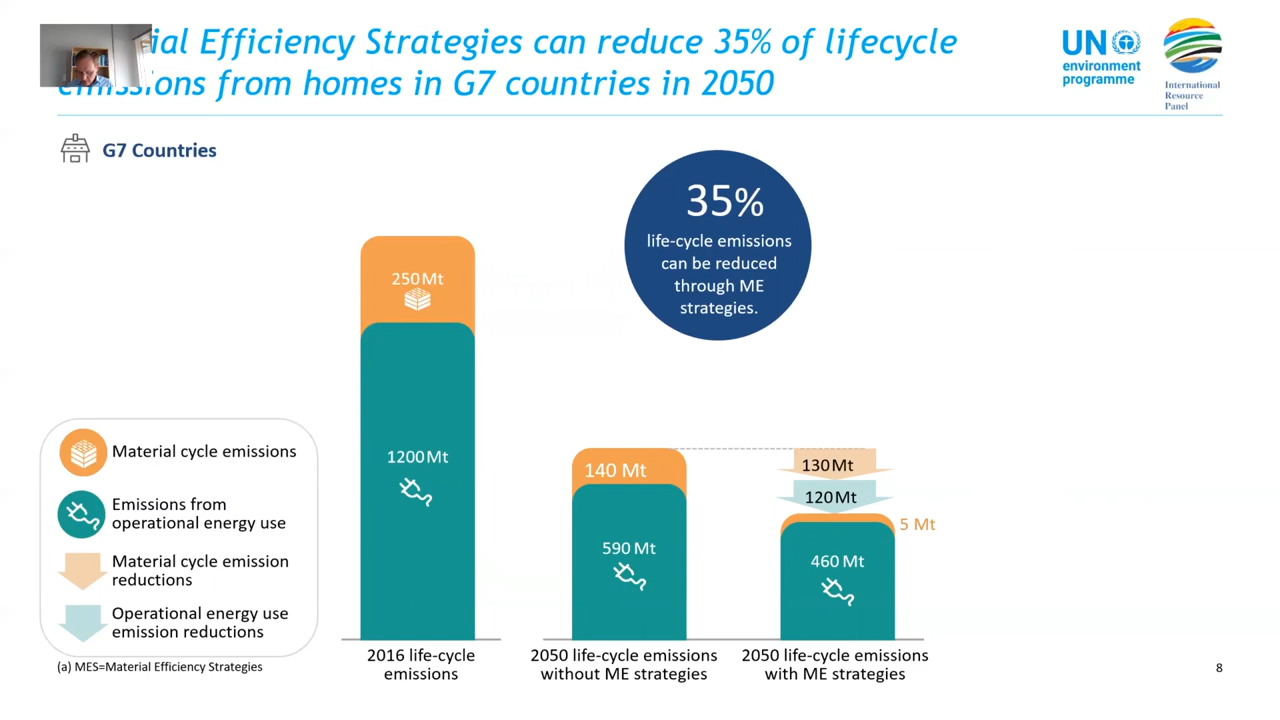 ial Efficiency Strategies can reduce 35% of lifecycle
emissions from homes in G7 countries in 2050
UN
environment
programme
International
Resource
Panel
G7 Countries
35%
life-cycle emissions
can be reduced
through ME
strategies.
250 Mt
1200 Mt
140 Mt
590 Mt
130 Mt
120 Mt
5 Mt
460 Mt
Material cycle emissions
Emissions from
operational energy use
Material cycle emission
reductions
Operational energy use
emission reductions
2016 life-cycle
emissions
2050 life-cycle emissions
without ME strategies
2050 life-cycle emissions
with ME strategies
(a) MES=Material Efficiency Strategies
8